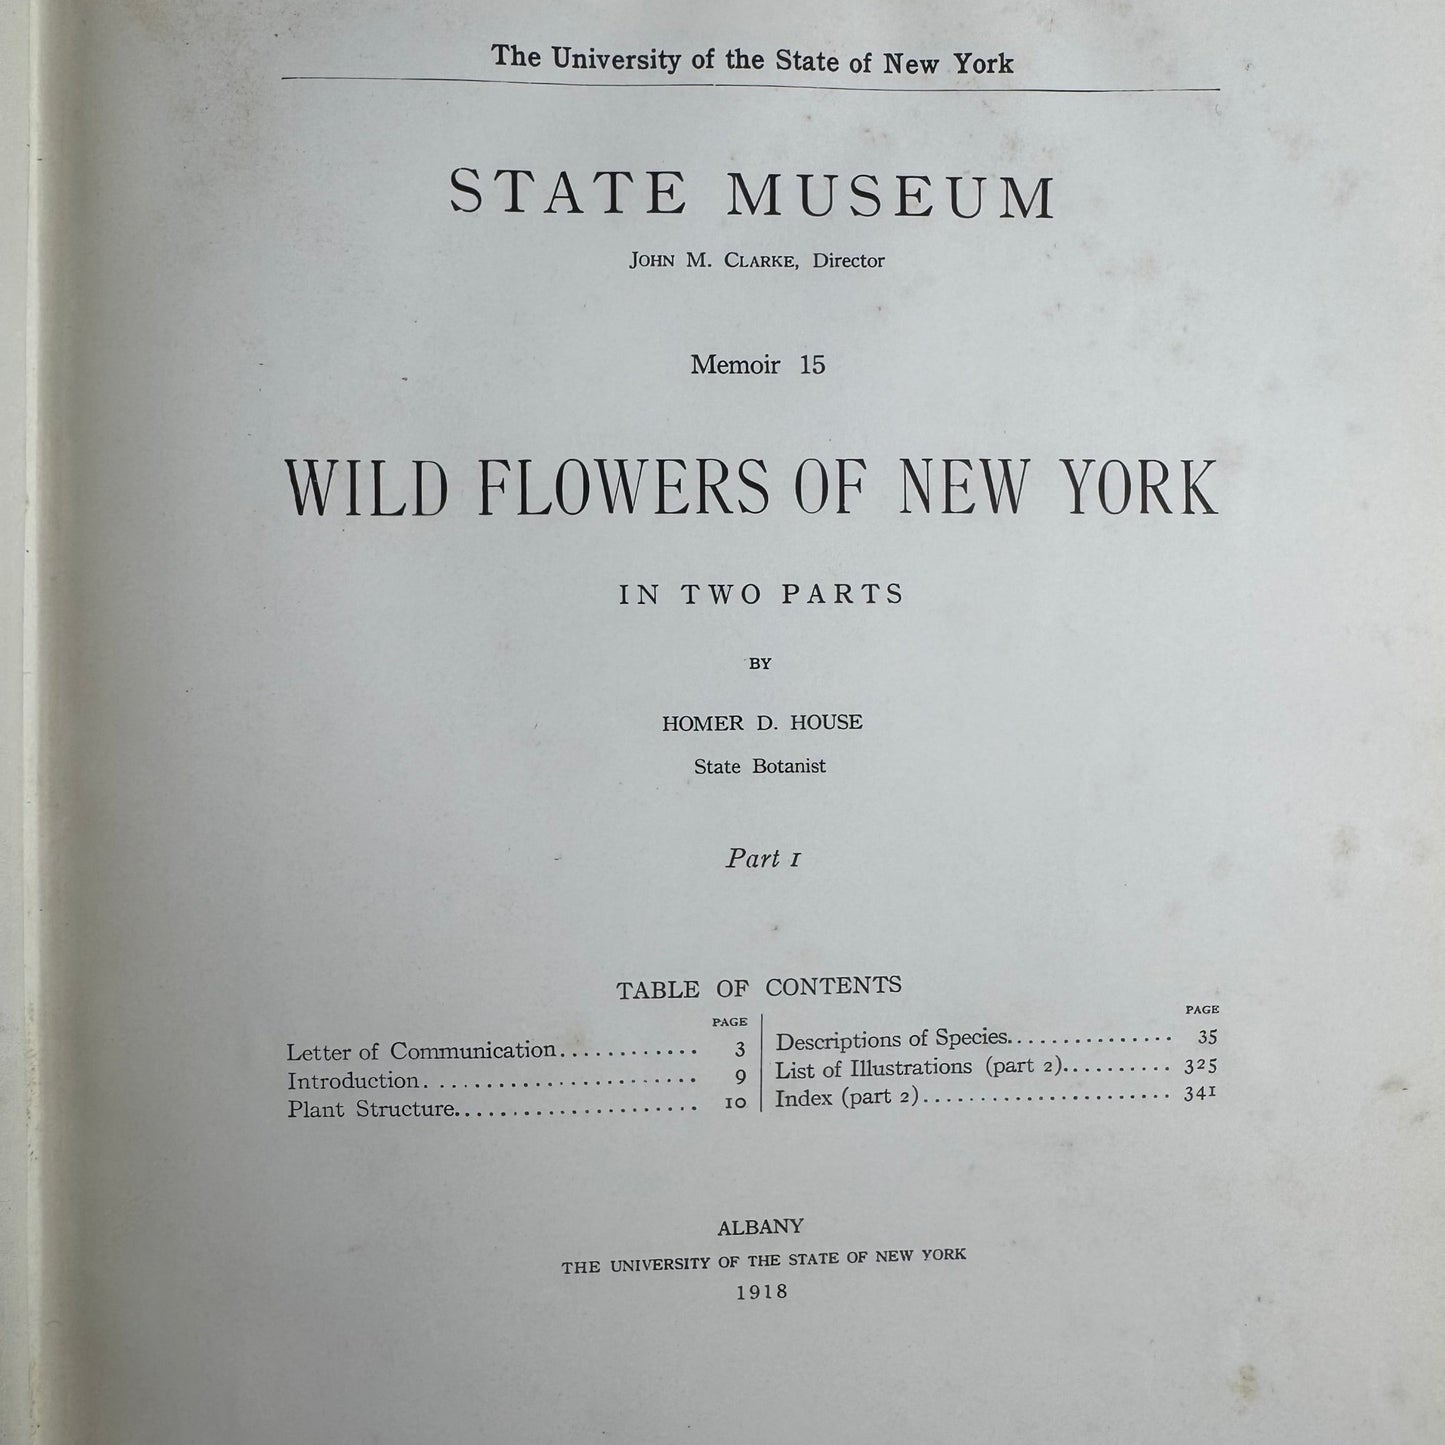 The University of the State of New York
STATE MUSEUM
JOHN M. CLARKE, Director
Memoir 15
WILD FLOWERS OF NEW YORK
IN TWO PARTS
BY
HOMER D. HOUSE
State Botanist
Part 1
TABLE OF CONTENTS
PAGE
Letter of Communication............ 3
Introduction........................ 9
Plant Structure...................... 10
PAGE
Descriptions of Species............... 35
List of Illustrations (part 2).......... 325
Index (part 2)....................... 341
ALBANY
THE UNIVERSITY OF THE STATE OF NEW YORK
1918